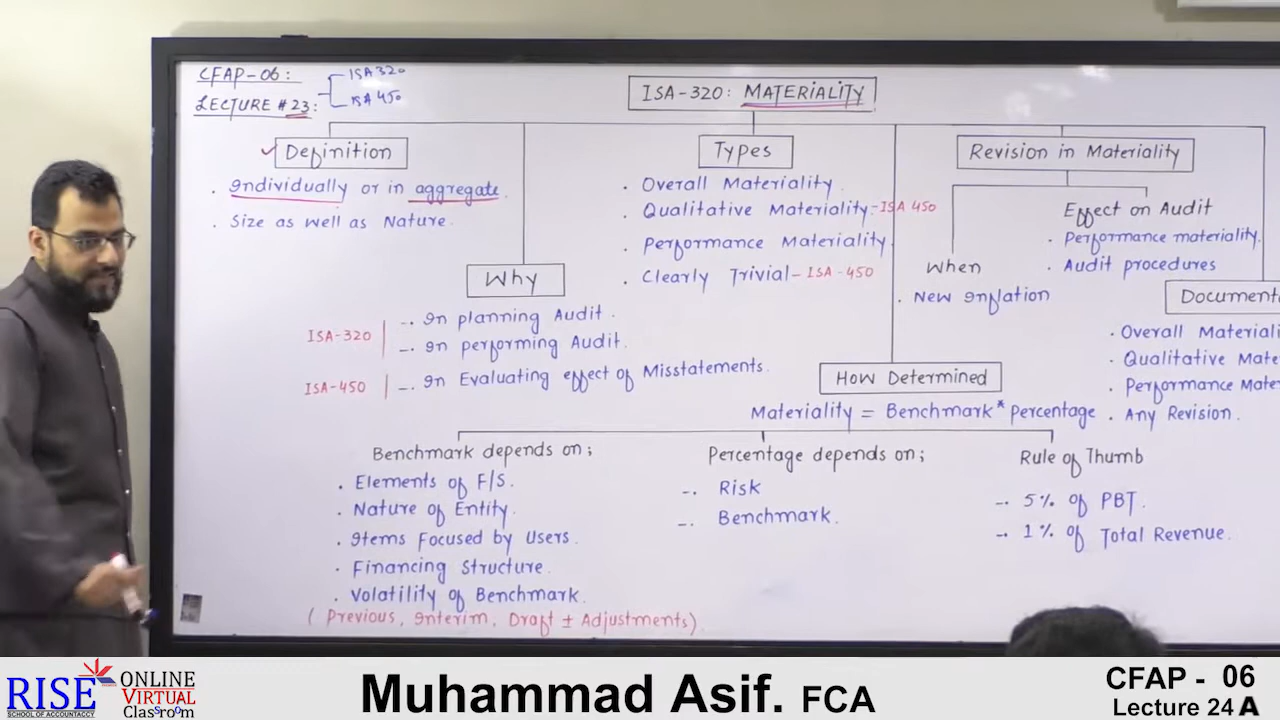 CFAP-06:
LECTURE # 23:
ISA 320
ISA 450
ISA-320: MATERIALITY
Definition
. Individually or in aggregate.
. Size as well as Nature.
Why
ISA-320
-. In planning Audit.
-. In performing Audit.
ISA-450
-. In Evaluating effect of Misstatements.
Types
. Overall Materiality.
. Qualitative Materiality-ISA 450
. Performance Materiality
. Clearly Trivial-ISA-450
Revision in Materiality
When
. New Information
Effect on Audit
. Performance materiality.
. Audit procedures
Document
. Overall Materiali
. Qualitative Mate
. Performance Mate
. Any Revision.
How Determined
Materiality = Benchmark * Percentage
Benchmark depends on;
. Elements of F/S.
. Nature of Entity.
. Items Focused by Users.
. Financing Structure.
. Volatility of Benchmark.
( Previous, Interim, Draft ± Adjustments).
Percentage depends on;
-. Risk
-. Benchmark.
Rule of Thumb
-. 5% of PBT.
-. 1% of Total Revenue.
RISE
SCHOOL OF ACCOUNTANCY
ONLINE
VIRTUAL
Classroom
Muhammad Asif. FCA
CFAP - 06
Lecture 24 A